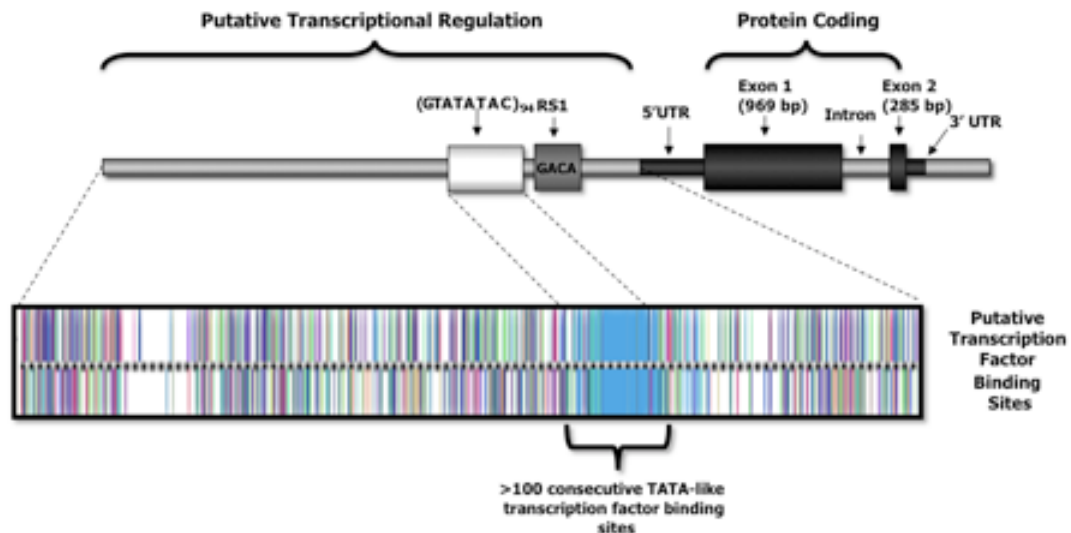 Putative Transcriptional Regulation
Protein Coding
(GTATATAC)94
RS1
5'UTR
Exon 1
(969 bp)
Intron
Exon 2
(285 bp)
3' UTR
GACA
Putative
Transcription
Factor
Binding
Sites
>100 consecutive TATA-like
transcription factor binding
sites